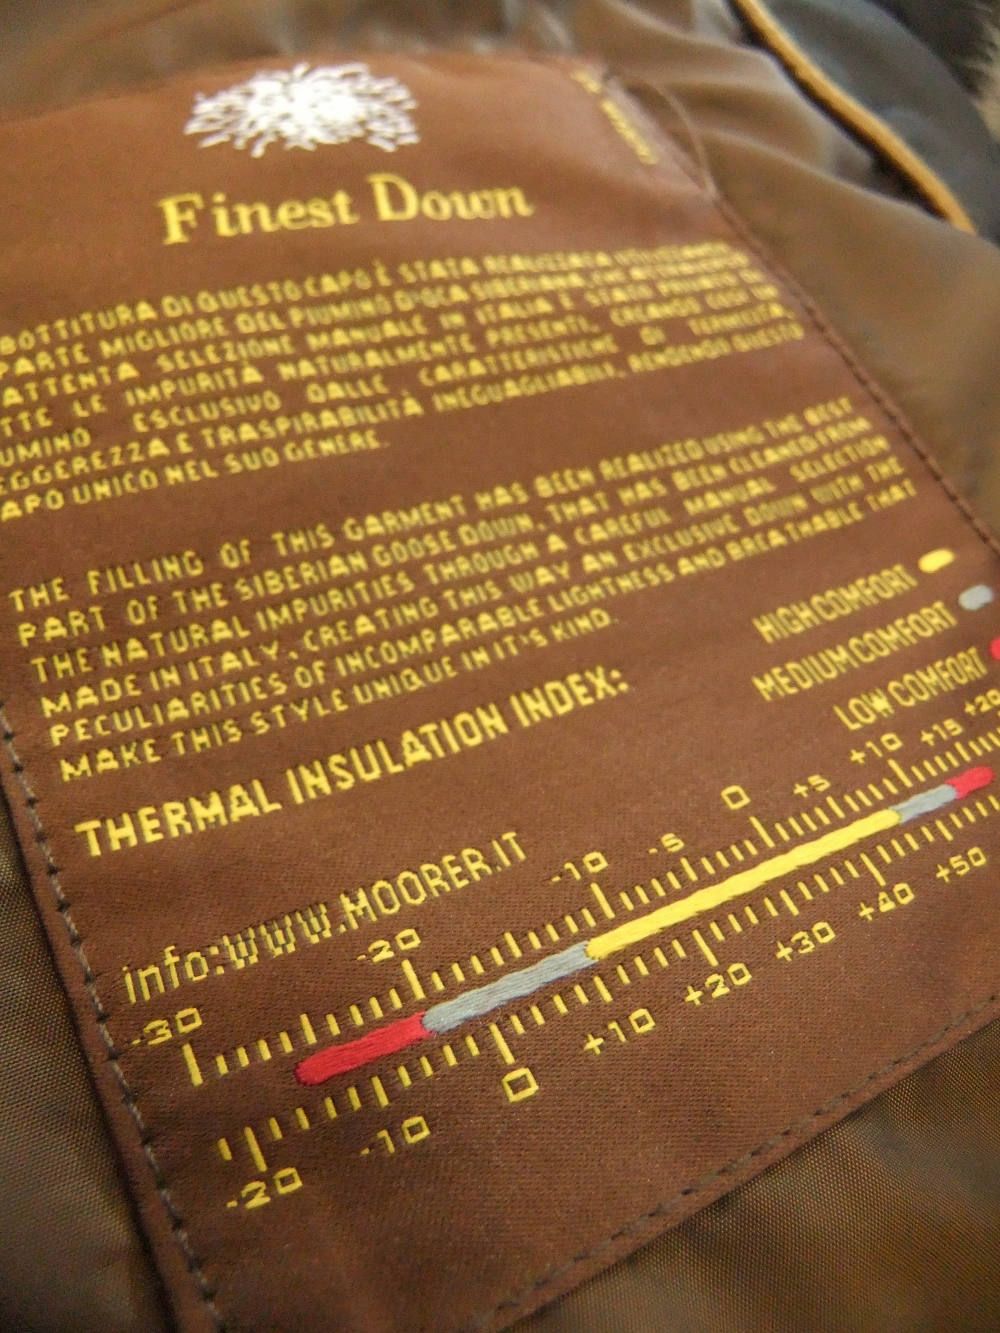 Finest Down
BOTTITURA DI QUESTO CAPO È STATA REALIZZATA UTILIZZANDO
PARTE MIGLIORE DEL PIUMINO D'OCA SIBERIANA, CHE
ATTENTA SELEZIONE MANUALE IN ITALIA È STATO PRIVATO
TTE LE IMPURITÀ NATURALMENTE PRESENTI, CREANDO COSÌ UN
UMINO ESCLUSIVO DALLE CARATTERISTICHE DI TERMICITÀ,
EGGEREZZA E TRASPIRABILITÀ INEGUAGLIABILI, RENDENDO QUESTO
APO UNICO NEL SUO GENERE.
THE FILLING OF THIS GARMENT HAS BEEN REALIZED USING THE BEST
PART OF THE SIBERIAN GOOSE DOWN, THAT HAS BEEN CLEANED FROM
THE NATURAL IMPURITIES THROUGH A CAREFUL MANUAL SELECTION
MADE IN ITALY, CREATING THIS WAY AN EXCLUSIVE DOWN WITH THE
PECULIARITIES OF INCOMPARABLE LIGHTNESS AND BREATHABLE THAT
MAKE THIS STYLE UNIQUE IN IT'S KIND.
HIGH COMFORT
MEDIUM COMFORT
LOW COMFORT
THERMAL INSULATION INDEX:
info:www.MOORER.IT
-30 -20 -10 -5 0 +5 +10 +15 +20
-20 -10 0 +10 +20 +30 +40 +50